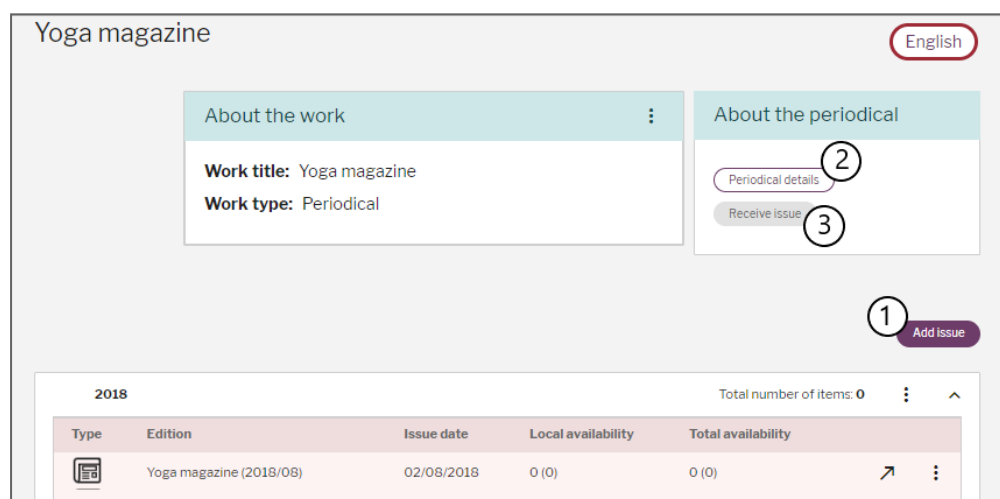 Yoga magazine
English
About the work
Work title: Yoga magazine
Work type: Periodical
About the periodical
2
Periodical details
Receive issue
3
1
Add issue
2018 Total number of items: 0
Type Edition Issue date Local availability Total availability
Yoga magazine (2018/08) 02/08/2018 0 (0) 0 (0)